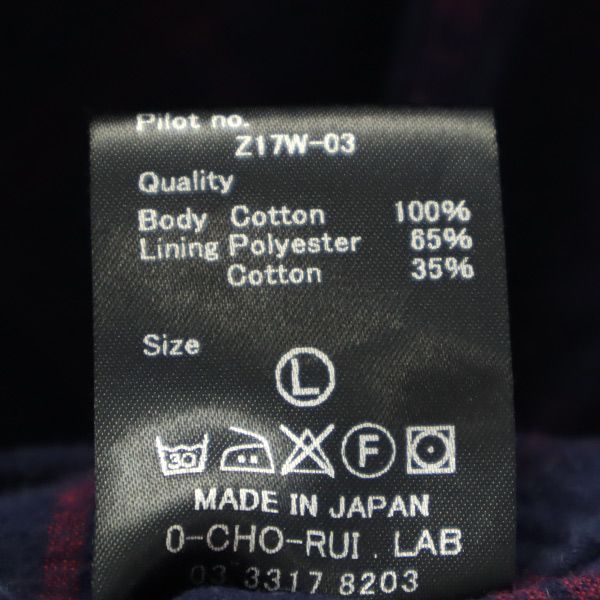 Pilot no.
Z17W-03
Quality
Body Cotton 100%
Lining Polyester 65%
Cotton 35%
Size
L
30
F
MADE IN JAPAN
0-CHO-RUI . LAB
03 3317 8203